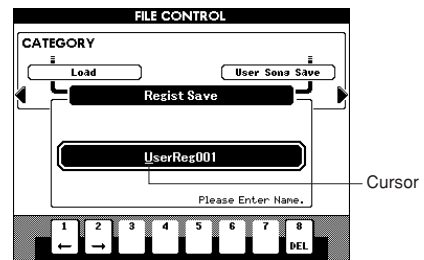 FILE CONTROL
CATEGORY
Load
User Song Save
Regist Save
UserReg001
Cursor
Please Enter Name.
1 2 3 4 5 6 7 8
← → DEL